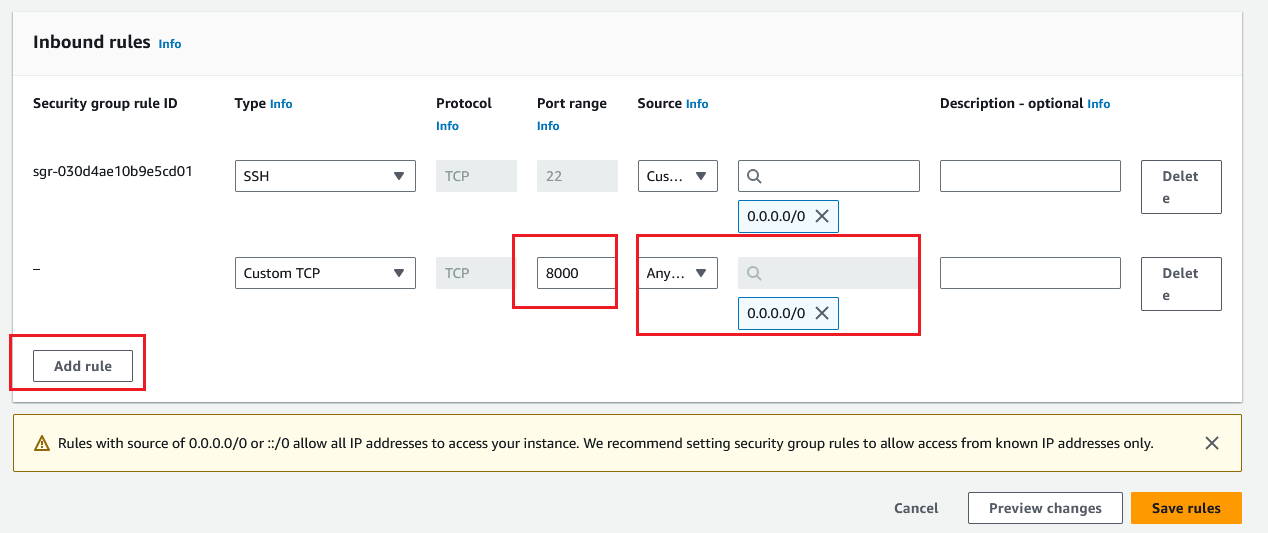 Inbound rules Info
Security group rule ID Type Info Protocol Info Port range Info Source Info Description - optional Info
sgr-030d4ae10b9e5cd01 SSH TCP 22 Cus... Delet
e
0.0.0.0/0
– Custom TCP TCP 8000 Any... Delet
e
0.0.0.0/0
Add rule
Rules with source of 0.0.0.0/0 or ::/0 allow all IP addresses to access your instance. We recommend setting security group rules to allow access from known IP addresses only.
Cancel Preview changes Save rules